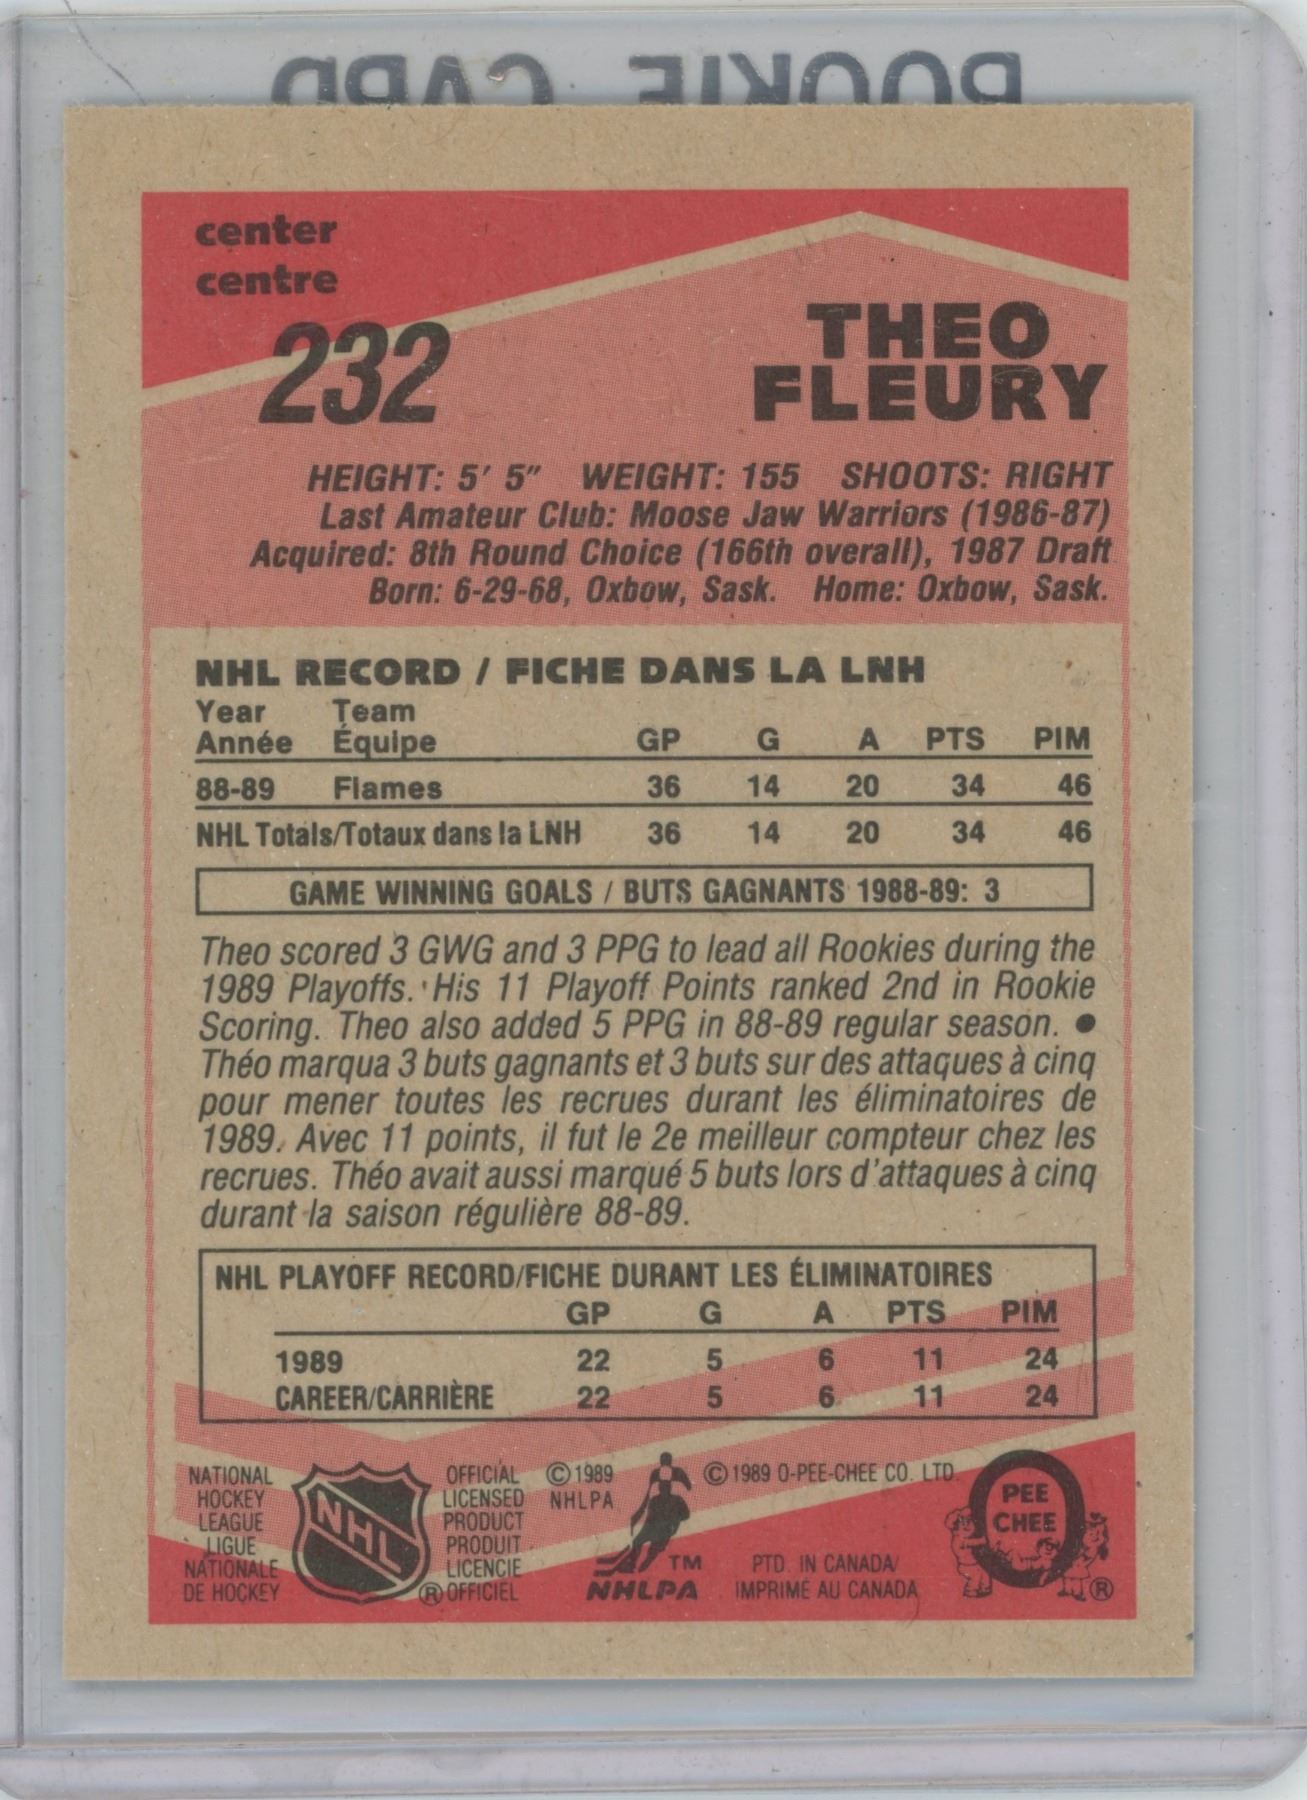 ROOKIE CARD
center
centre
232
THEO
FLEURY
HEIGHT: 5' 5" WEIGHT: 155 SHOOTS: RIGHT
Last Amateur Club: Moose Jaw Warriors (1986-87)
Acquired: 8th Round Choice (166th overall), 1987 Draft
Born: 6-29-68, Oxbow, Sask. Home: Oxbow, Sask.
NHL RECORD / FICHE DANS LA LNH
Year Team
Année Équipe GP G A PTS PIM
88-89 Flames 36 14 20 34 46
NHL Totals/Totaux dans la LNH 36 14 20 34 46
GAME WINNING GOALS / BUTS GAGNANTS 1988-89: 3
Theo scored 3 GWG and 3 PPG to lead all Rookies during the
1989 Playoffs. His 11 Playoff Points ranked 2nd in Rookie
Scoring. Theo also added 5 PPG in 88-89 regular season. ●
Théo marqua 3 buts gagnants et 3 buts sur des attaques à cinq
pour mener toutes les recrues durant les éliminatoires de
1989. Avec 11 points, il fut le 2e meilleur compteur chez les
recrues. Théo avait aussi marqué 5 buts lors d'attaques à cinq
durant la saison régulière 88-89.
NHL PLAYOFF RECORD/FICHE DURANT LES ÉLIMINATOIRES
GP G A PTS PIM
1989 22 5 6 11 24
CAREER/CARRIÈRE 22 5 6 11 24
NATIONAL
HOCKEY
LEAGUE
LIGUE
NATIONALE
DE HOCKEY
NHL
OFFICIAL
LICENSED
PRODUCT
PRODUIT
LICENCIE
® OFFICIEL
© 1989
NHLPA
TM
NHLPA
© 1989 O-PEE-CHEE CO. LTD.
PTD. IN CANADA/
IMPRIMÉ AU CANADA
PEE
CHEE
®